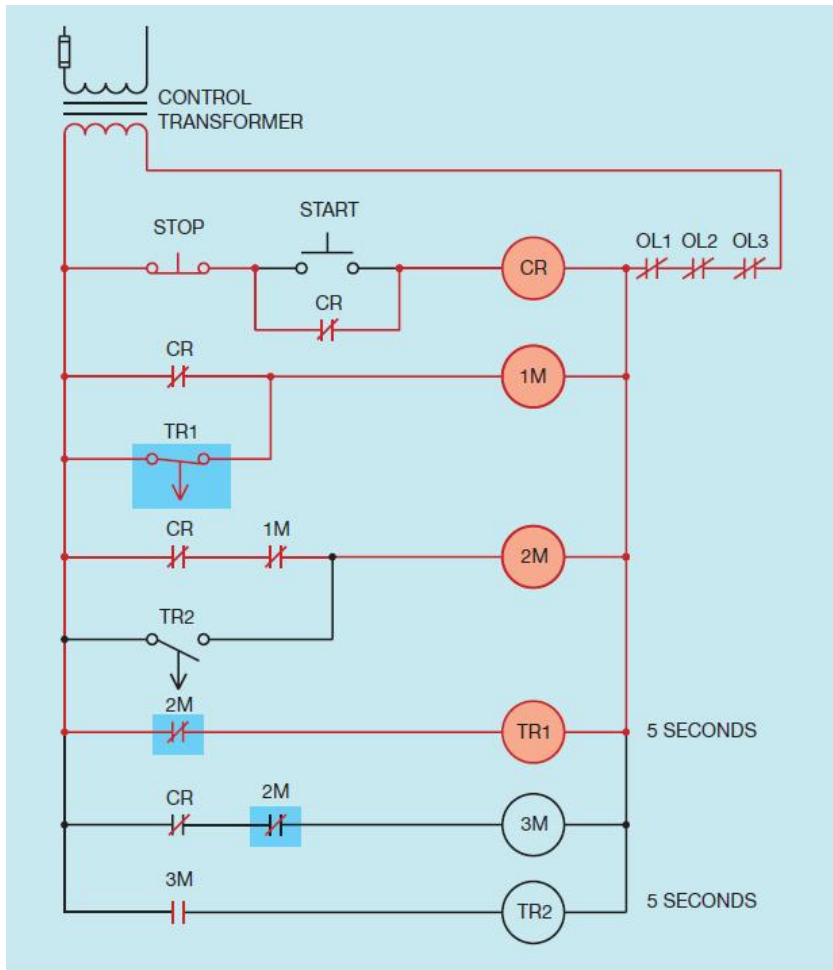 CONTROL
TRANSFORMER
START
STOP
OL1 OL2 OL3
CR
CR
CR
1M
TR1
CR 1M
2M
TR2
2M
TR1
5 SECONDS
CR 2M
3M
3M
TR2
5 SECONDS